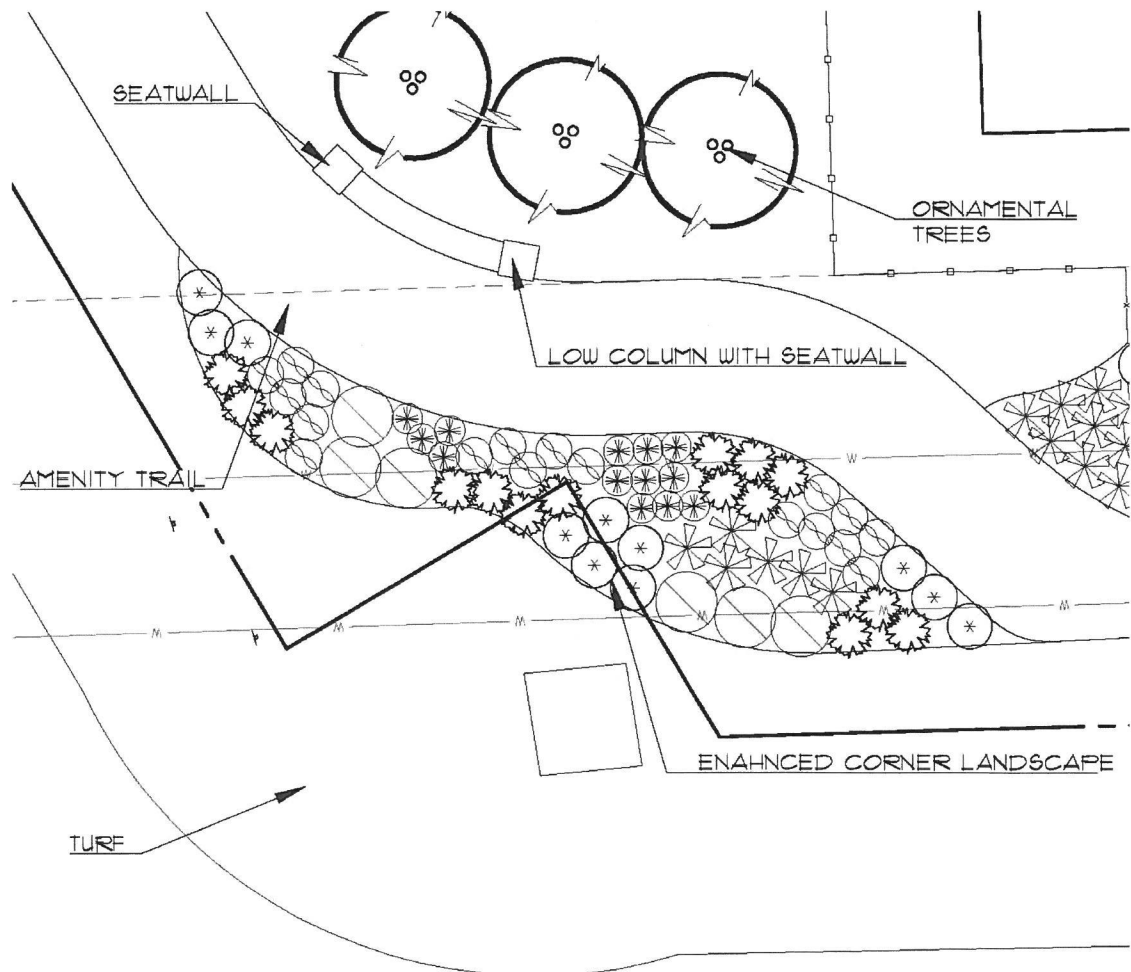 SEATWALL
ORNAMENTAL
TREES
LOW COLUMN WITH SEATWALL
AMENITY TRAIL
W
W
W
W
W
W
W
W
ENAHNCED CORNER LANDSCAPE
TURF